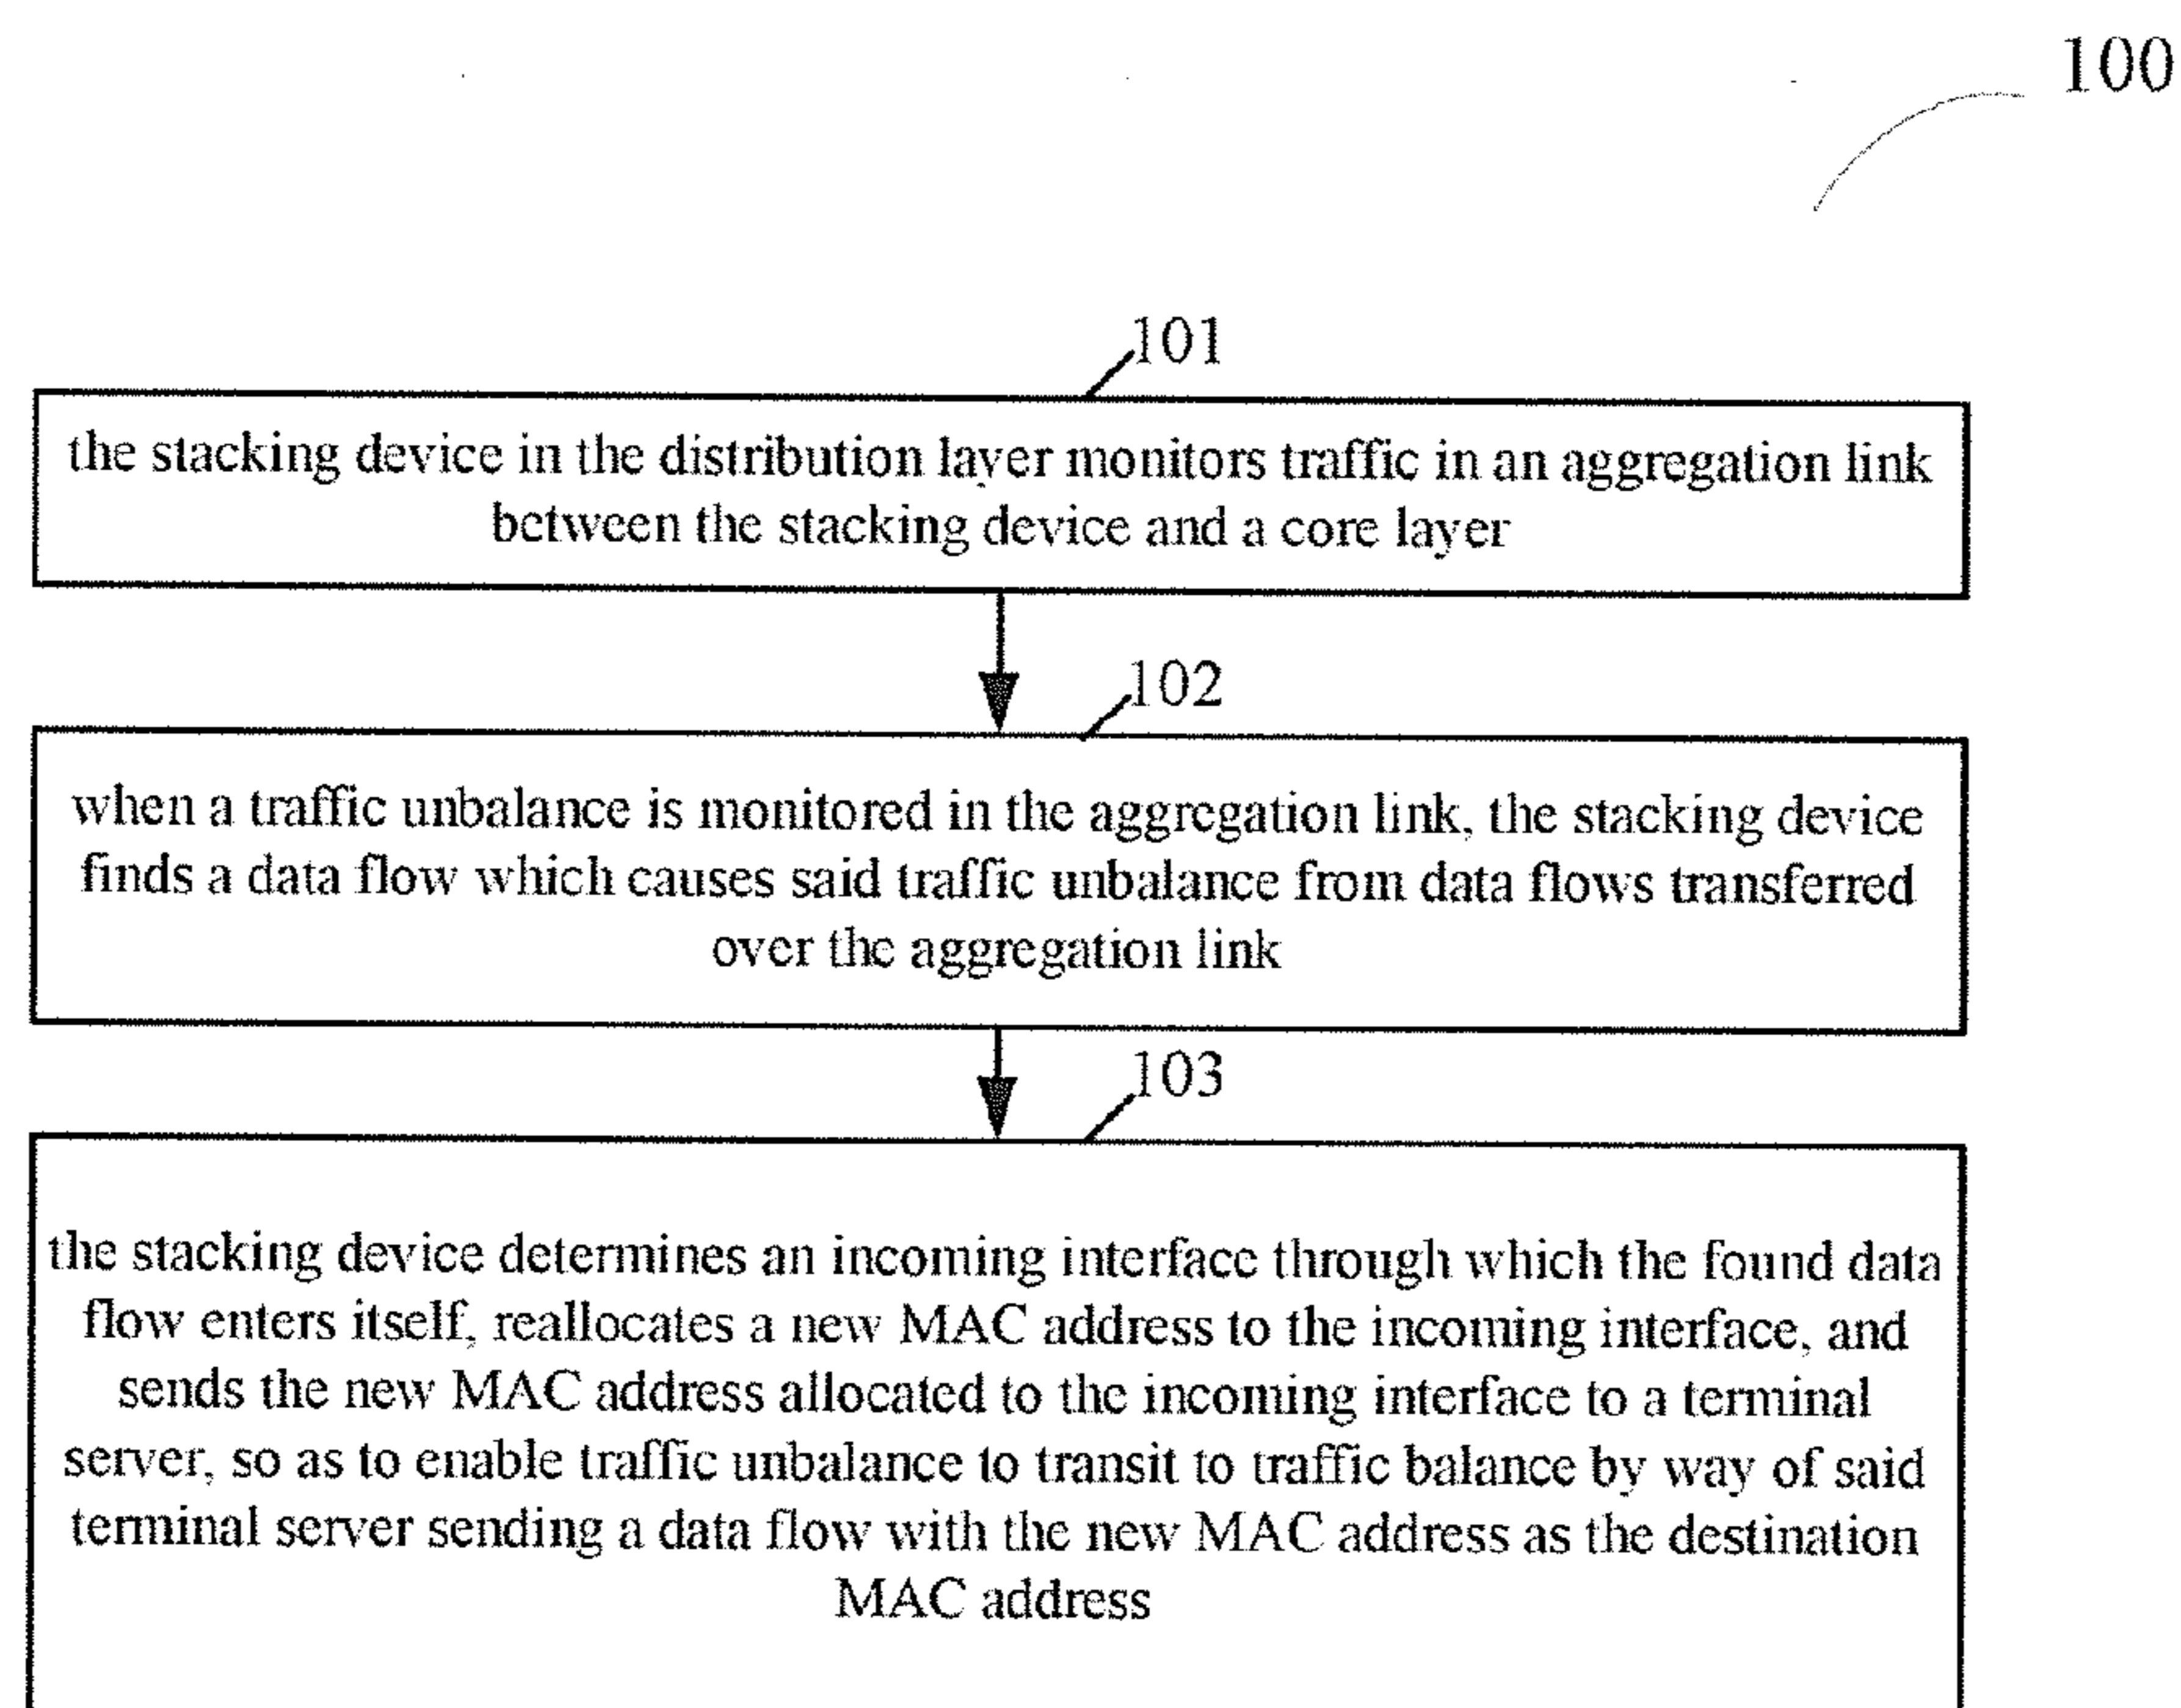 100
101
the stacking device in the distribution layer monitors traffic in an aggregation link
between the stacking device and a core layer
102
when a traffic unbalance is monitored in the aggregation link, the stacking device
finds a data flow which causes said traffic unbalance from data flows transferred
over the aggregation link
103
the stacking device determines an incoming interface through which the found data
flow enters itself, reallocates a new MAC address to the incoming interface, and
sends the new MAC address allocated to the incoming interface to a terminal
server, so as to enable traffic unbalance to transit to traffic balance by way of said
terminal server sending a data flow with the new MAC address as the destination
MAC address